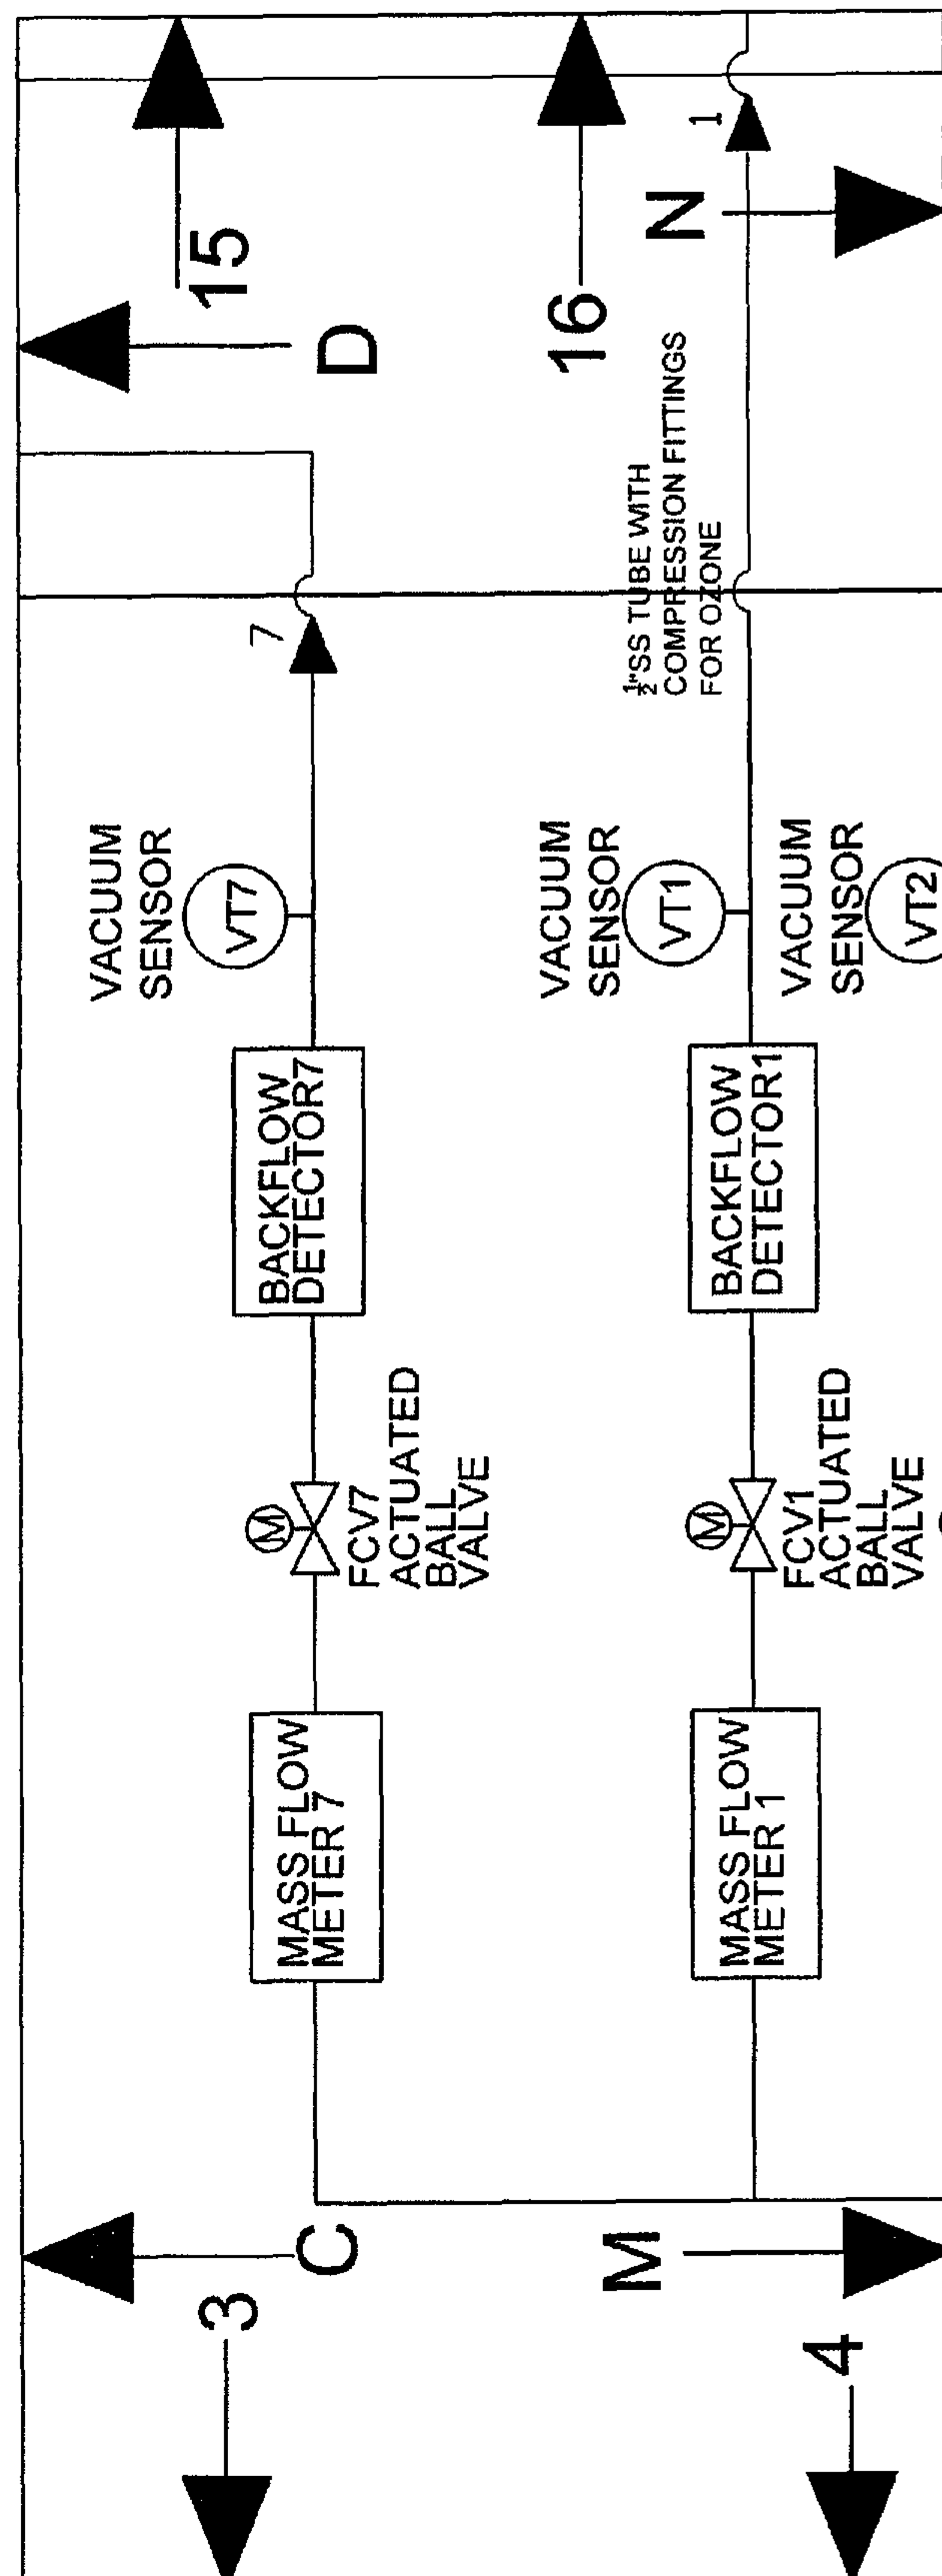 3
C
MASS FLOW
METER 7
M
FCV7
ACTUATED
BALL
VALVE
BACKFLOW
DETECTOR7
VACUUM
SENSOR
VT7
7
D
15
4
M
MASS FLOW
METER 1
M
FCV1
ACTUATED
BALL
VALVE
BACKFLOW
DETECTOR1
VACUUM
SENSOR
VT1
VACUUM
SENSOR
VT2
1/2"SS TUBE WITH
COMPRESSION FITTINGS
FOR OZONE
16
N
1